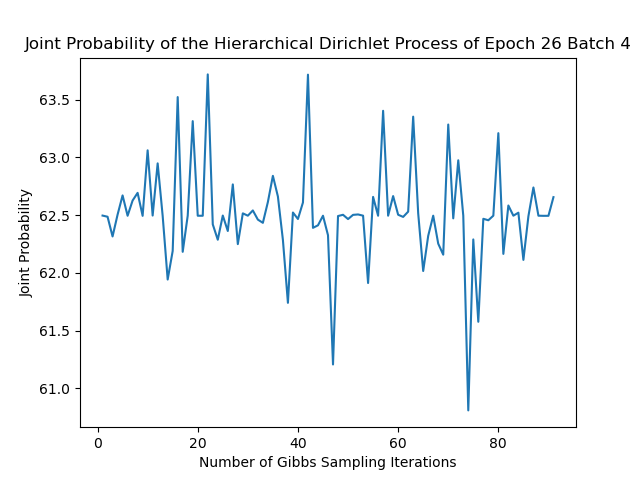 Joint Probability of the Hierarchical Dirichlet Process of Epoch 26 Batch 4
63.5
63.0
62.5
62.0
61.5
61.0
Joint Probability
0 20 40 60 80
Number of Gibbs Sampling Iterations